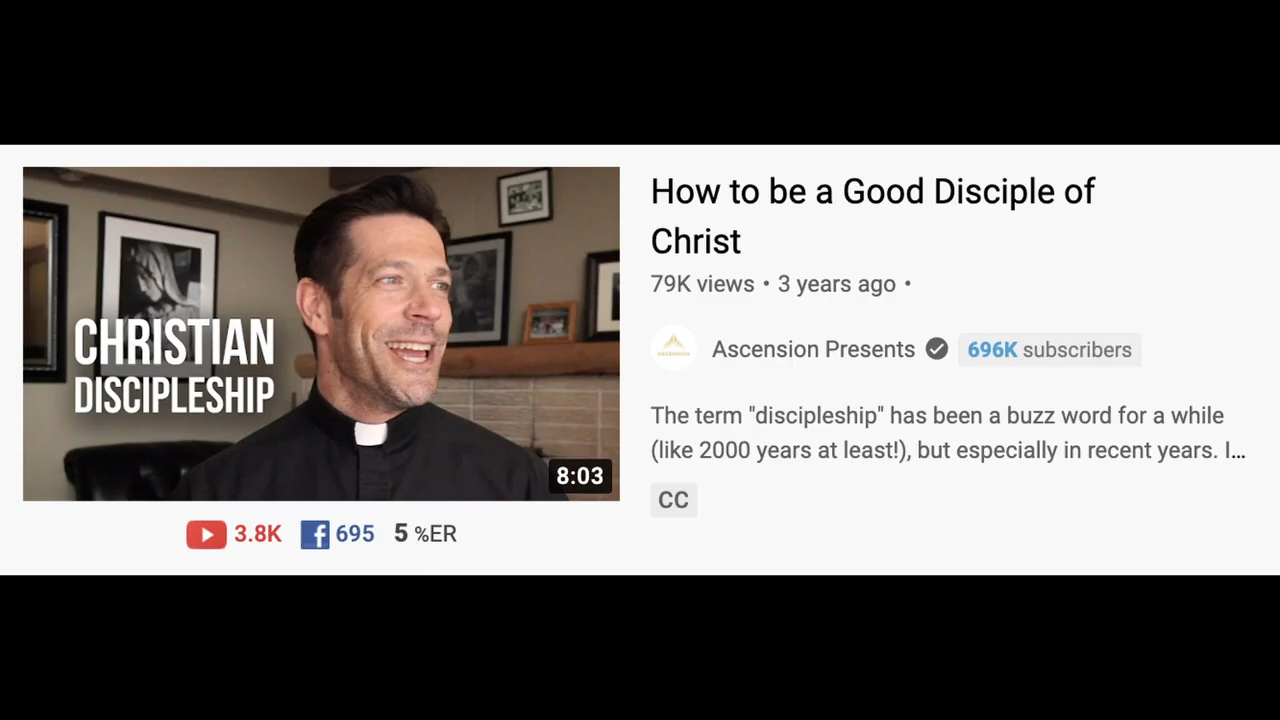 CHRISTIAN
DISCIPLESHIP
8:03
3.8K 695 5 %ER
How to be a Good Disciple of
Christ
79K views • 3 years ago •
ASCENSION
Ascension Presents 696K subscribers
The term "discipleship" has been a buzz word for a while
(like 2000 years at least!), but especially in recent years. I...
CC